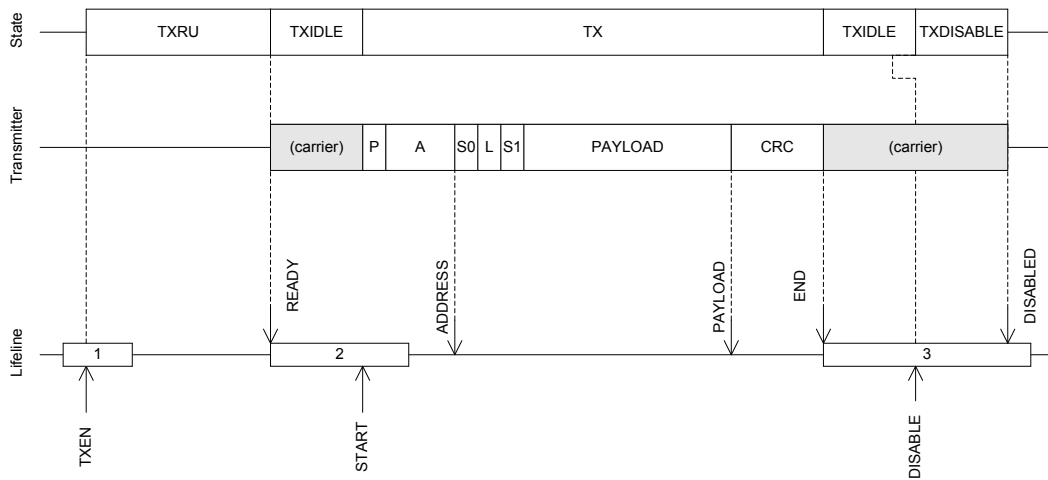 State
TXRU
TXIDLE
TX
TXIDLE
TXDISABLE
Transmitter
(carrier)
P
A
S0
L
S1
PAYLOAD
CRC
(carrier)
READY
ADDRESS
PAYLOAD
END
DISABLED
Lifeline
1
2
3
TXEN
START
DISABLE